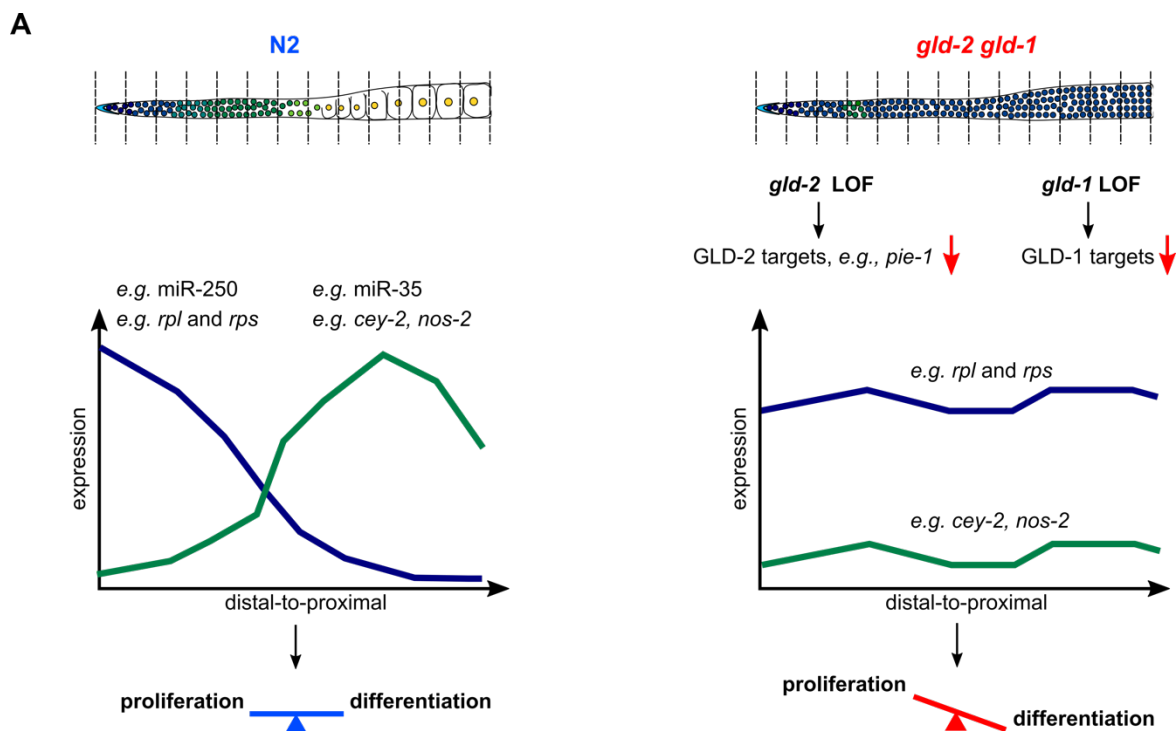 A
N2
gld-2 gld-1
gld-2 LOF
gld-1 LOF
GLD-2 targets, e.g., pie-1
GLD-1 targets
e.g. miR-250
e.g. miR-35
e.g. rpl and rps
e.g. cey-2, nos-2
expression
distal-to-proximal
proliferation
differentiation
e.g. rpl and rps
e.g. cey-2, nos-2
expression
distal-to-proximal
proliferation
differentiation